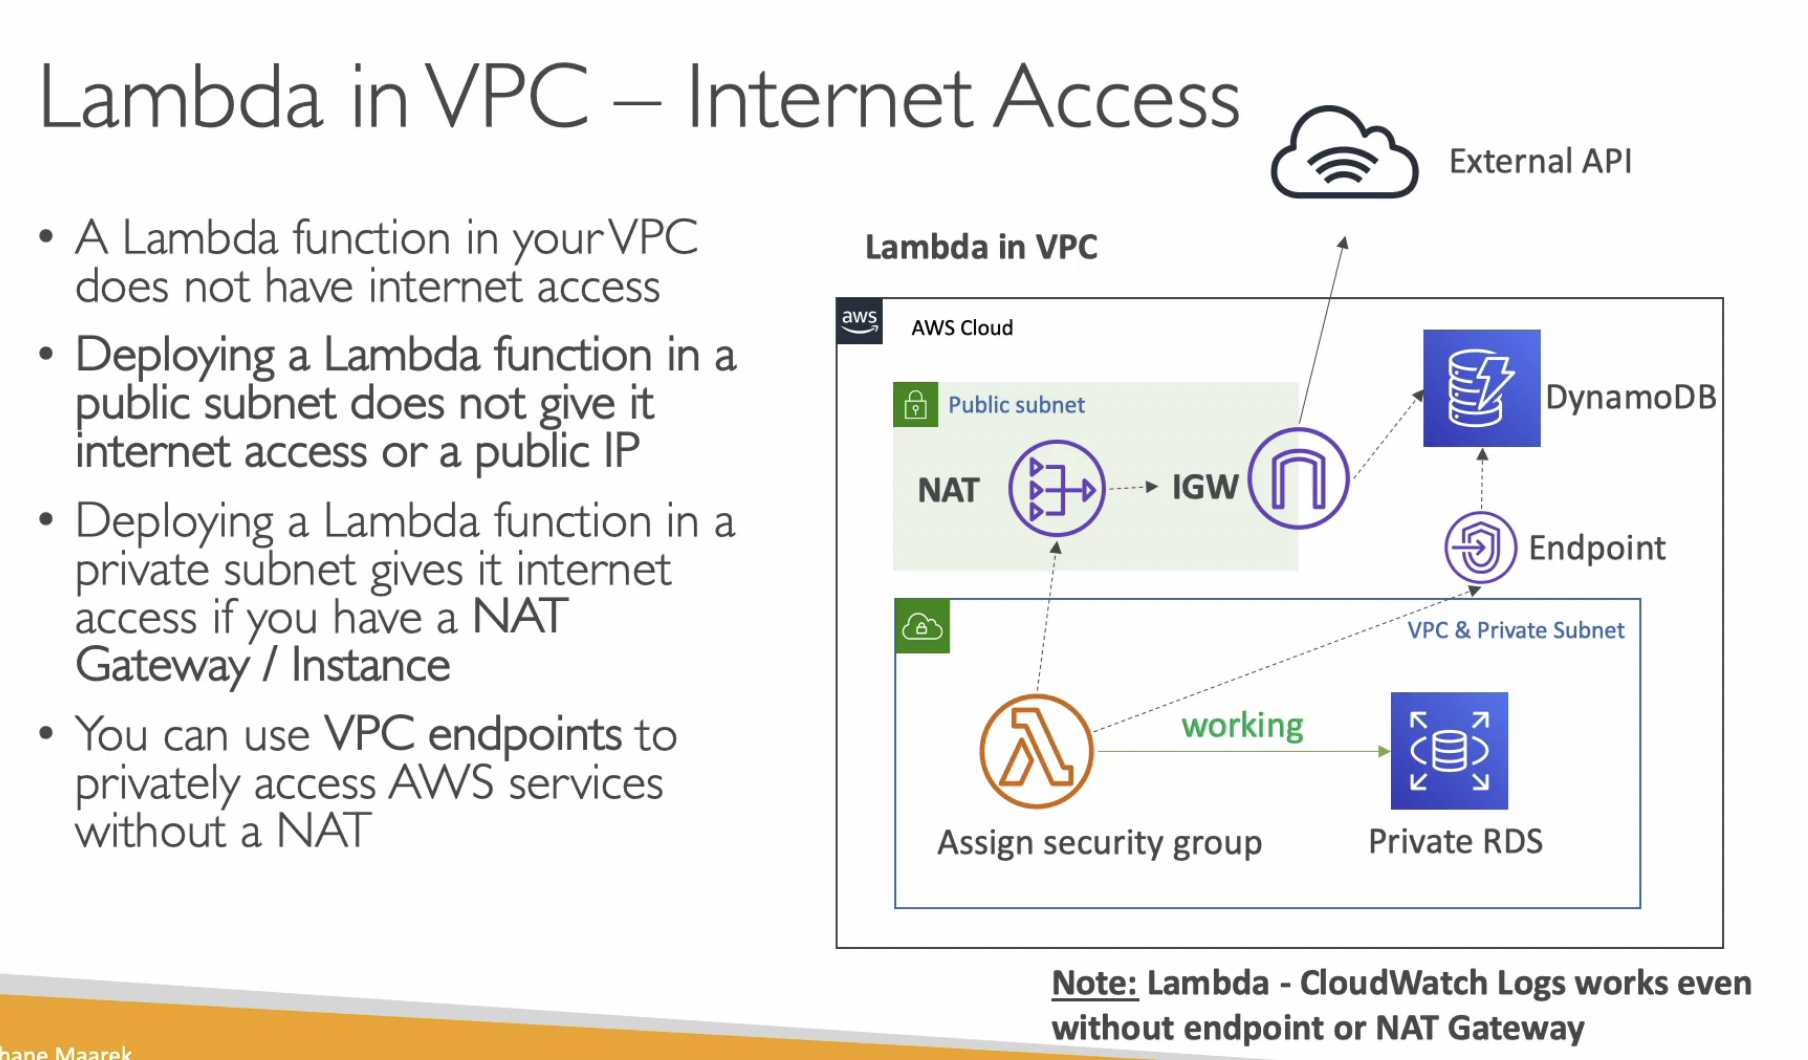 Lambda in VPC – Internet Access
• A Lambda function in your VPC
does not have internet access
• Deploying a Lambda function in a
public subnet does not give it
internet access or a public IP
• Deploying a Lambda function in a
private subnet gives it internet
access if you have a NAT
Gateway / Instance
• You can use VPC endpoints to
privately access AWS services
without a NAT
External API
Lambda in VPC
aws
AWS Cloud
Public subnet
DynamoDB
NAT
IGW
Endpoint
VPC & Private Subnet
working
Assign security group
Private RDS
Note: Lambda - CloudWatch Logs works even
without endpoint or NAT Gateway
hane Maarek